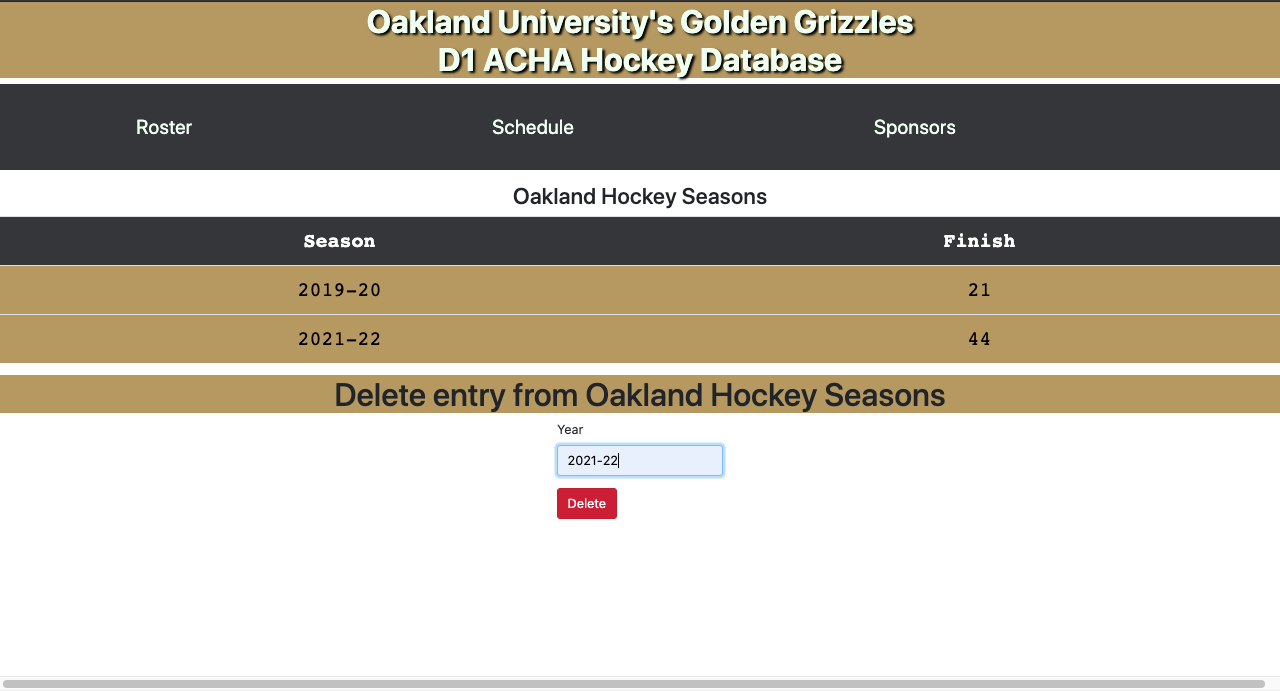 Oakland University's Golden Grizzles
D1 ACHA Hockey Database
Roster Schedule Sponsors
Oakland Hockey Seasons
Season Finish
2019-20 21
2021-22 44
Delete entry from Oakland Hockey Seasons
Year
2021-22
Delete